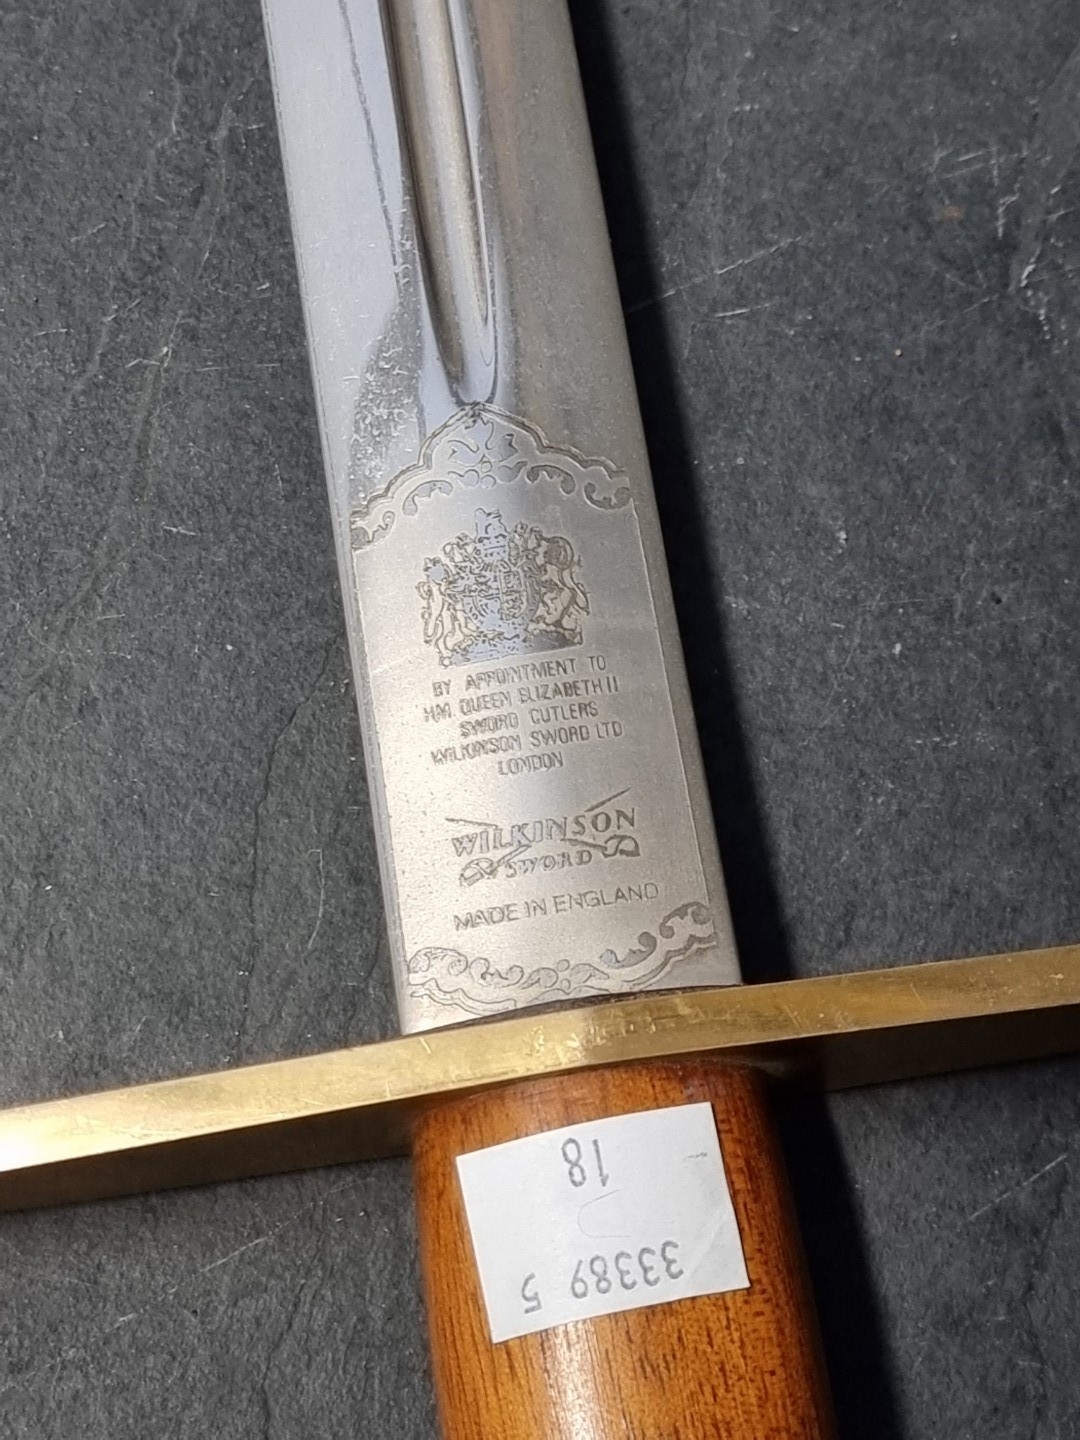 BY APPOINTMENT TO
H.M. QUEEN ELIZABETH II
SWORD CUTLERS
WILKINSON SWORD LTD
LONDON
WILKINSON
SWORD
MADE IN ENGLAND
33389 5
18